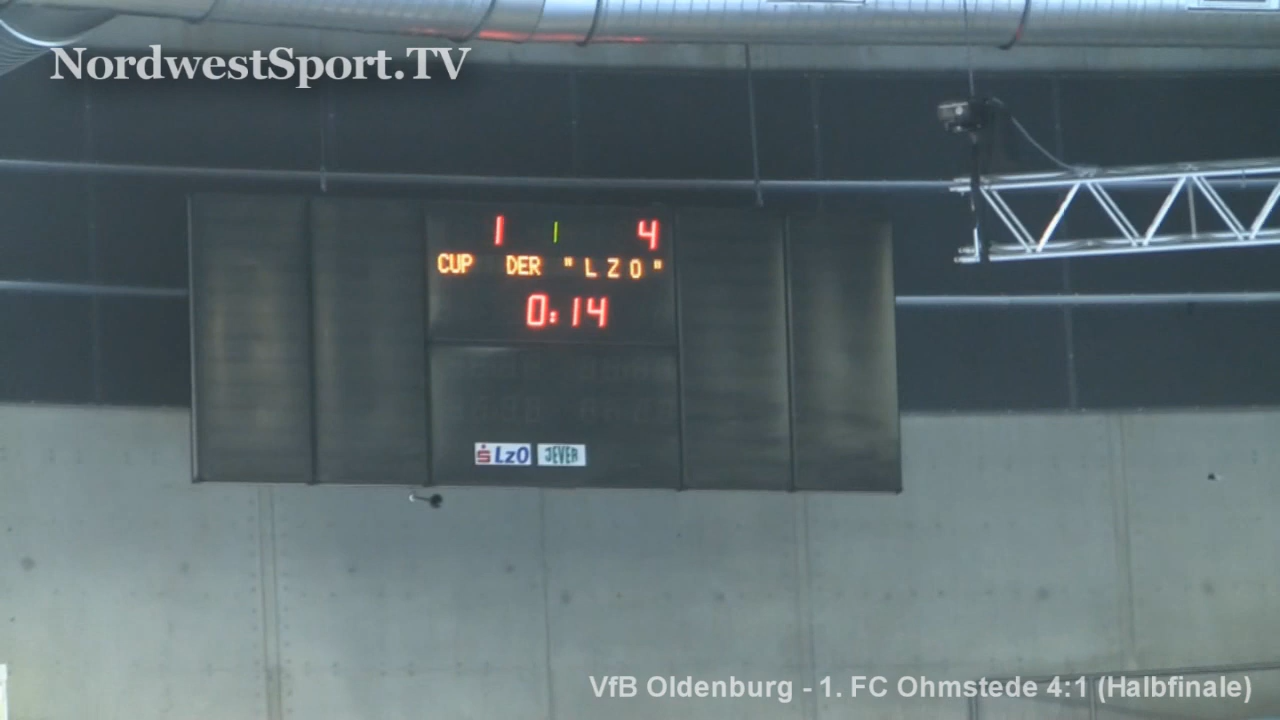 NordwestSport.TV
1 1 4
CUP DER "LZO"
0:14
LzO JEVER
VfB Oldenburg - 1. FC Ohmstede 4:1 (Halbfinale)